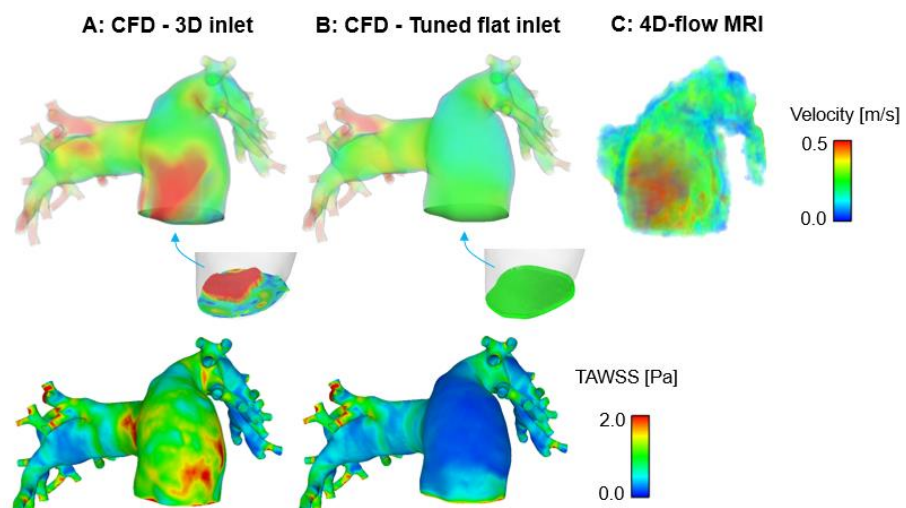 A: CFD - 3D inlet
B: CFD - Tuned flat inlet
C: 4D-flow MRI
Velocity [m/s]
0.5
0.0
TAWSS [Pa]
2.0
0.0